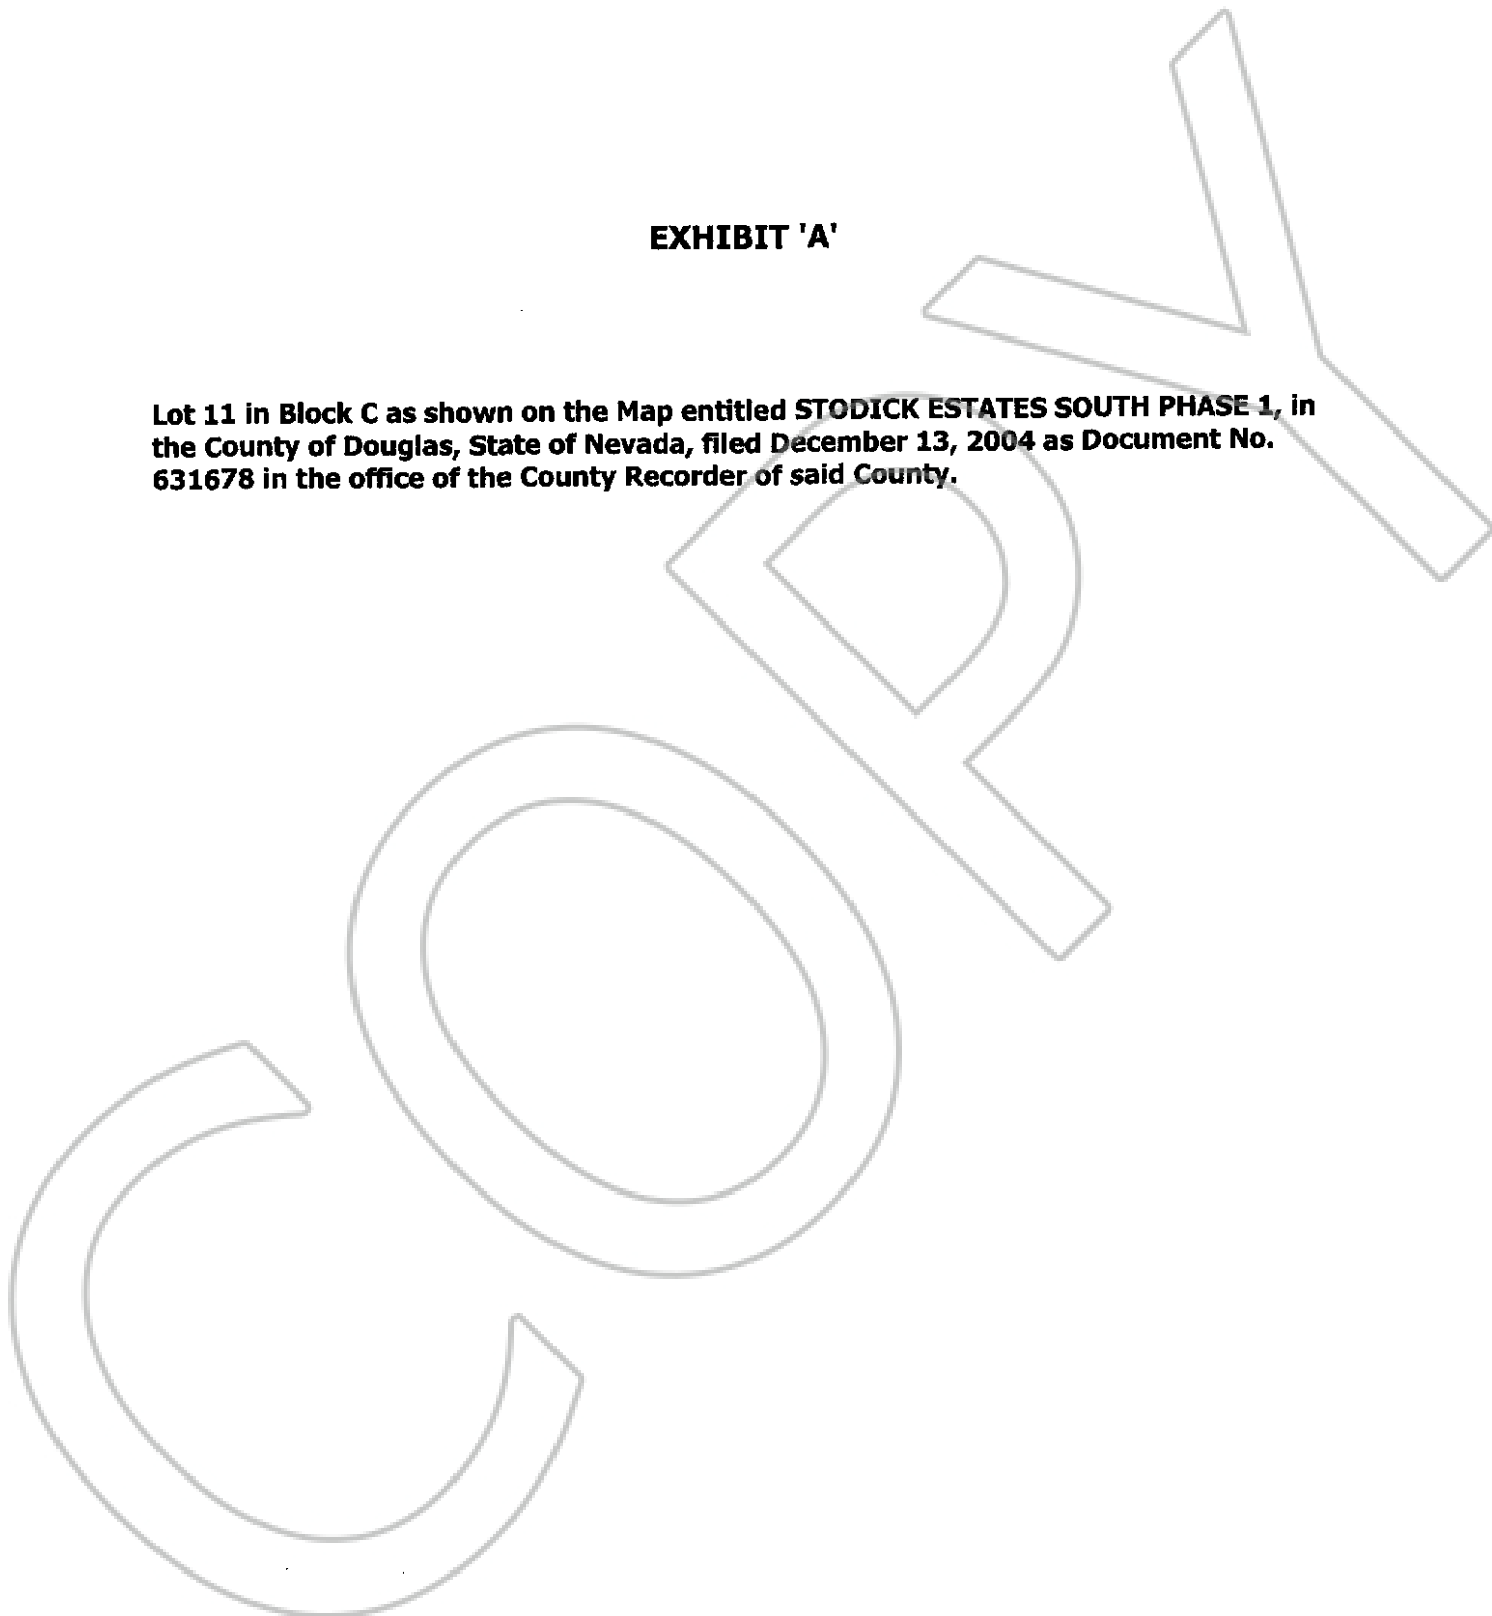 EXHIBIT 'A'
Lot 11 in Block C as shown on the Map entitled STODICK ESTATES SOUTH PHASE 1, in
the County of Douglas, State of Nevada, filed December 13, 2004 as Document No.
631678 in the office of the County Recorder of said County.
COPY